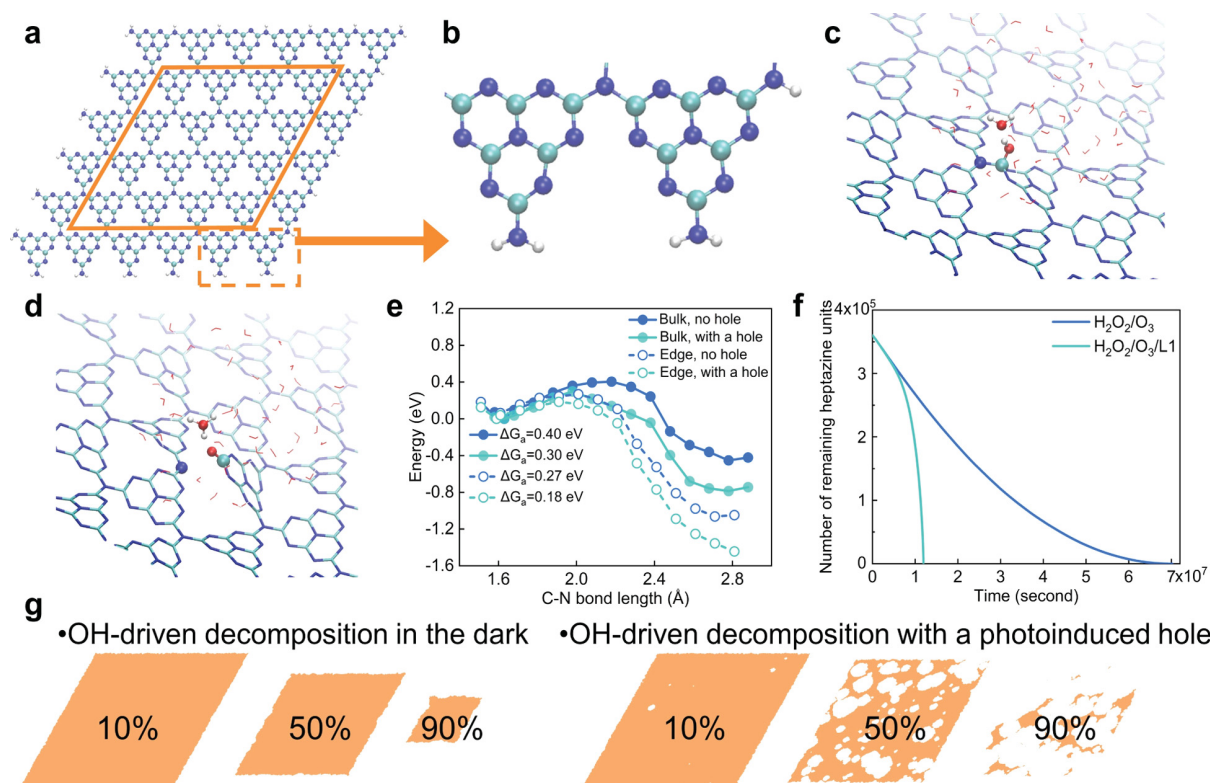 a
b
c
d
e
1.2
0.8
0.4
0.0
-0.4
-0.8
-1.2
-1.6
Energy (eV)
Bulk, no hole
Bulk, with a hole
Edge, no hole
Edge, with a hole
ΔGₐ=0.40 eV
ΔGₐ=0.30 eV
ΔGₐ=0.27 eV
ΔGₐ=0.18 eV
1.6 2.0 2.4 2.8
C-N bond length (Å)
f
4x10⁵
3
2
1
0
Number of remaining heptazine units
H₂O₂/O₃
H₂O₂/O₃/L1
0 1 2 3 4 5 6 7x10⁷
Time (second)
g
•OH-driven decomposition in the dark
10% 50% 90%
•OH-driven decomposition with a photoinduced hole
10% 50% 90%